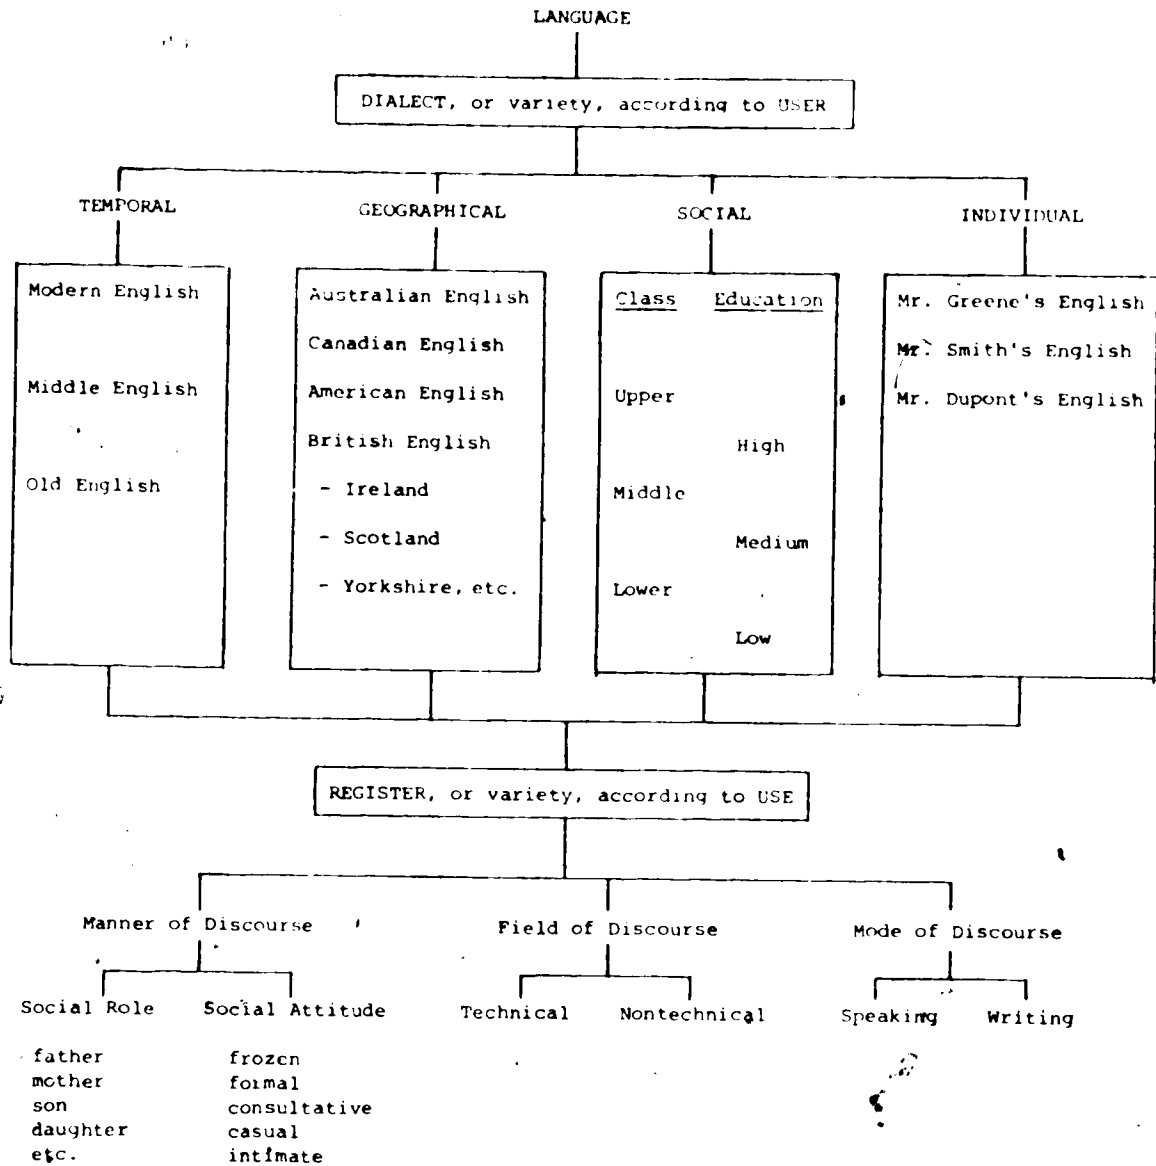 LANGUAGE
DIALECT, or variety, according to USER
TEMPORAL
GEOGRAPHICAL
SOCIAL
INDIVIDUAL
Modern English
Middle English
Old English
Australian English
Canadian English
American English
British English
- Ireland
- Scotland
- Yorkshire, etc.
Class Education
Upper
High
Middle
Medium
Lower
Low
Mr. Greene's English
Mr. Smith's English
Mr. Dupont's English
REGISTER, or variety, according to USE
Manner of Discourse
Field of Discourse
Mode of Discourse
Social Role
Social Attitude
Technical
Nontechnical
Speaking
Writing
father
mother
son
daughter
etc.
frozen
formal
consultative
casual
intimate